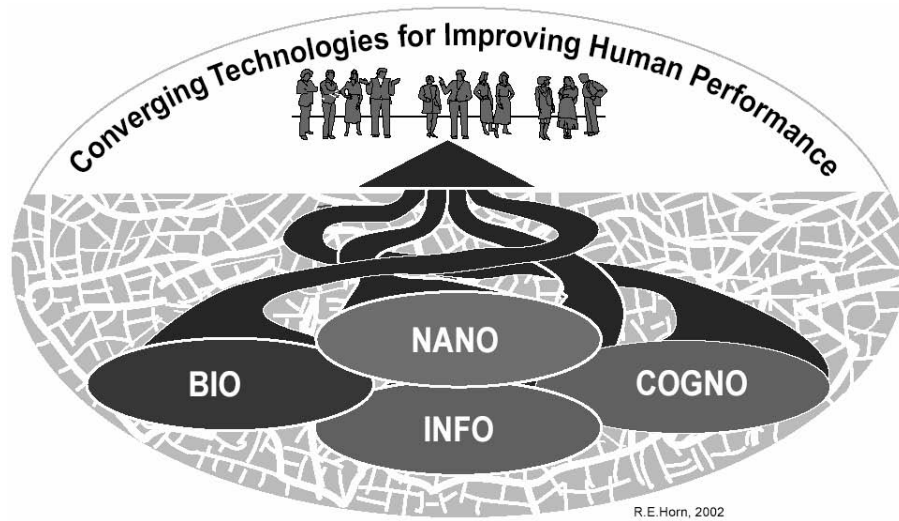 Converging Technologies for Improving Human Performance
NANO
BIO
COGNO
INFO
R.E.Horn, 2002